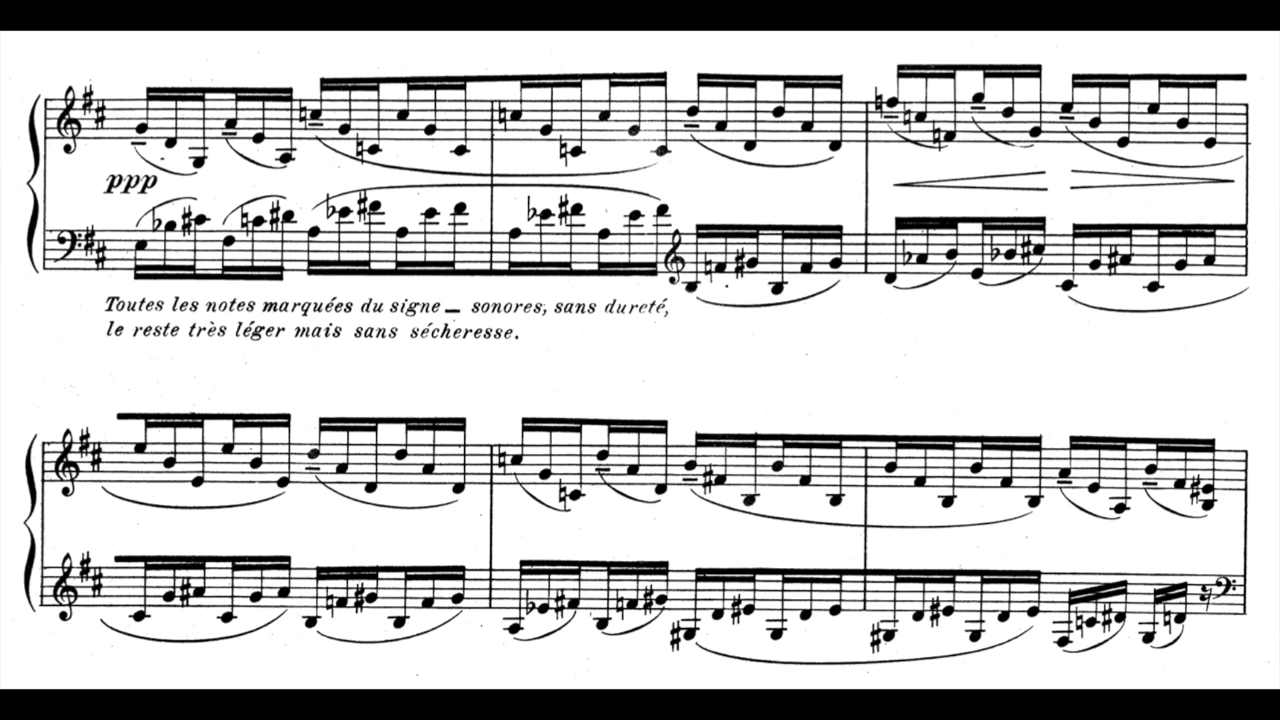 ppp
Toutes les notes marquées du signe – sonores, sans dureté,
le reste très léger mais sans sécheresse.